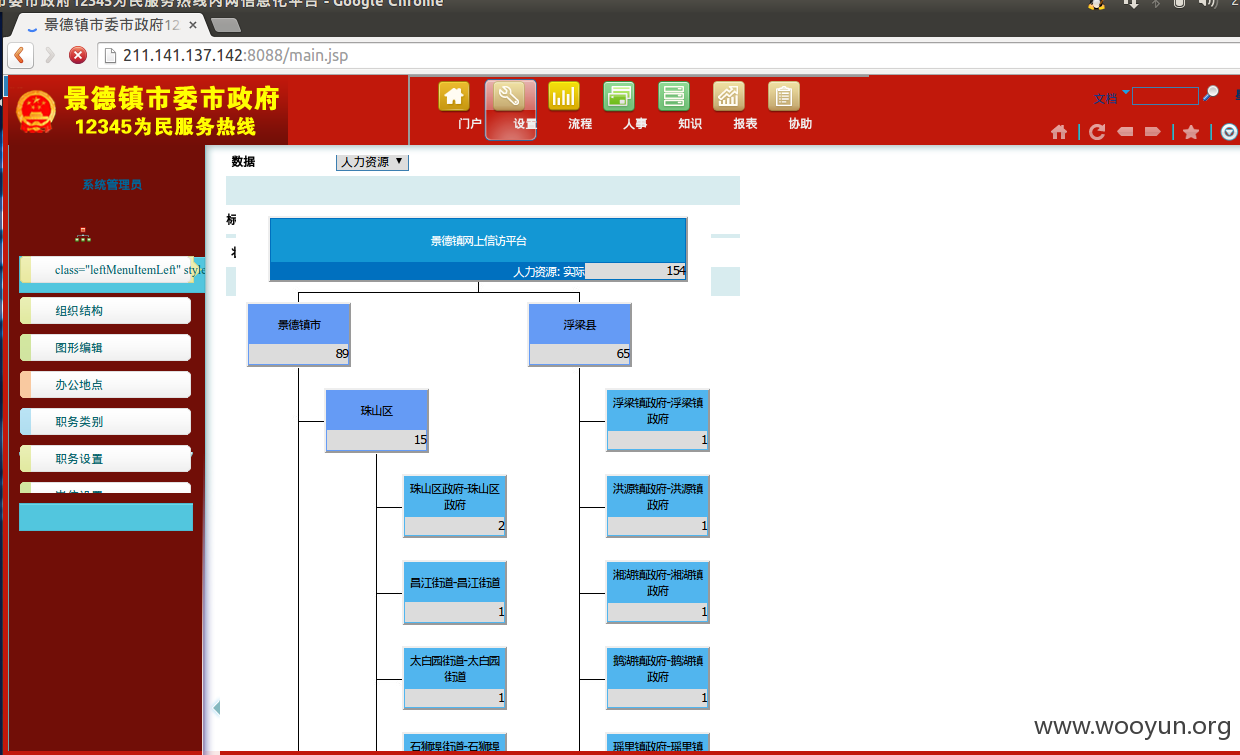 市委市政府12345为民服务热线内网信息化平台 - Google Chrome
景德镇市委市政府12
211.141.137.142:8088/main.jsp
景德镇市委市政府
12345为民服务热线
门户 设置 流程 人事 知识 报表 协助
文档
系统管理员
class="leftMenuItemLeft" style
组织结构
图形编辑
办公地点
职务类别
职务设置
数据 人力资源 ▼
标
景德镇网上信访平台
人力资源: 实际 154
景德镇市
89
浮梁县
65
珠山区
15
浮梁镇政府-浮梁镇
政府
1
珠山区政府-珠山区
政府
2
洪源镇政府-洪源镇
政府
1
昌江街道-昌江街道
1
湘湖镇政府-湘湖镇
政府
1
太白园街道-太白园
街道
1
鹅湖镇政府-鹅湖镇
政府
1
石狮埠街道-石狮埠
瑶里镇政府-瑶里镇
www.wooyun.org